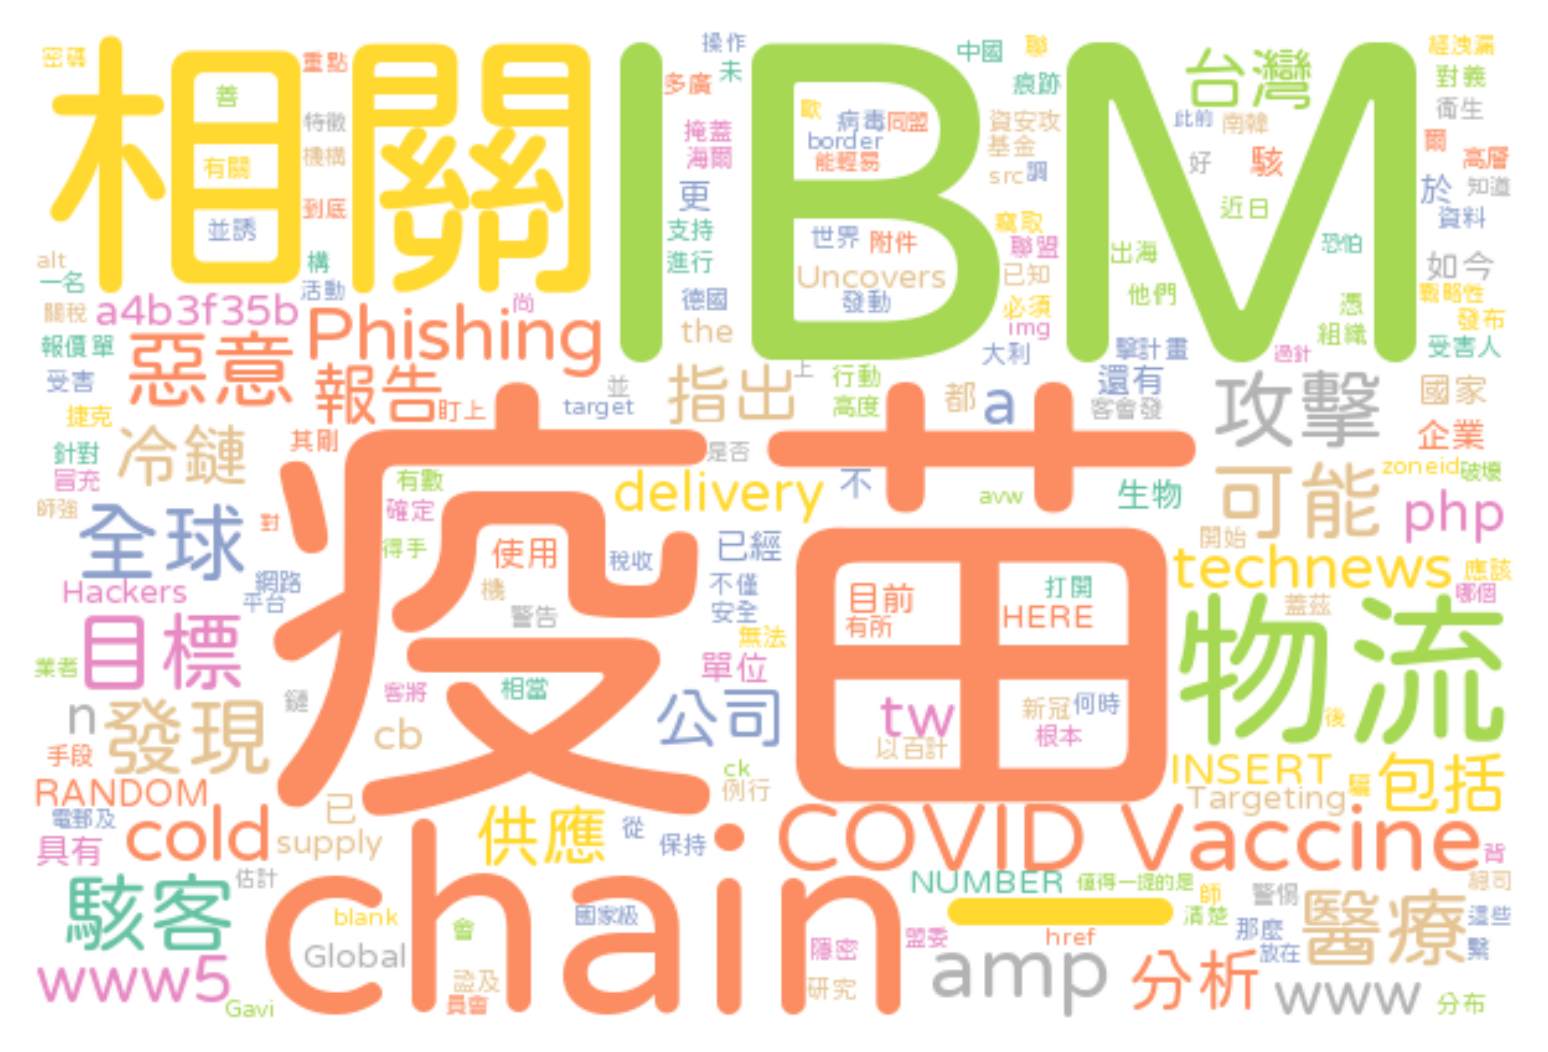 密碼
相關
IBM
重點
善
特徵
有關
機構
並誘
到底
alt
一名
構
活動
關稅
a4b3f35b
尚
報價單
惡意
Phishing
受害
報告
盯上
並
target
捷克
冷鏈
其剛
針對
冒充
操作
未
多廣
掩蓋
海爾
更
支持
進行
德國
the
指出
上
歐
病毒
同盟
border
能輕易
世界
附件
Uncovers
發動
中國
聯
痕跡
資安攻
基金
src
調
竊取
聯盟
已知
必須
img
大利
台灣
此前
南韓
好
駭
近日
出海
恐怕
他們
憑
組織
擊計畫
過針
經洩漏
對義
衛生
爾
高層
於
知道
資料
如今
戰略性
發布
受害人
行動
高度
都
a
還有
客會發
攻擊
國家
企業
疫苗
是否
有數
確定
delivery
不
avw
生物
可能
zoneid
破壞
php
師強
全球
對
得手
使用
稅收
已經
開始
technews
應該
Hackers
網路
平台
機
警告
不僅
安全
無法
目前
有所
打開
HERE
蓋茲
哪個
目標
業者
單位
客將
相當
物流
鏈
n
發現
cb
公司
tw
以百計
新冠
何時
根本
後
手段
ck
例行
INSERT
騙
包括
RANDOM
已
Targeting
電郵及
cold
supply
供應
從
保持
COVID
Vaccine
具有
背
估計
駭客
chain
NUMBER
值得一提的是
師
警惕
總司
醫療
blank
會
國家級
清楚
那麼
這些
Global
隱密
盟委
href
放在
繫
www5
證及
員會
研究
amp
分析
www
Gavi
分布